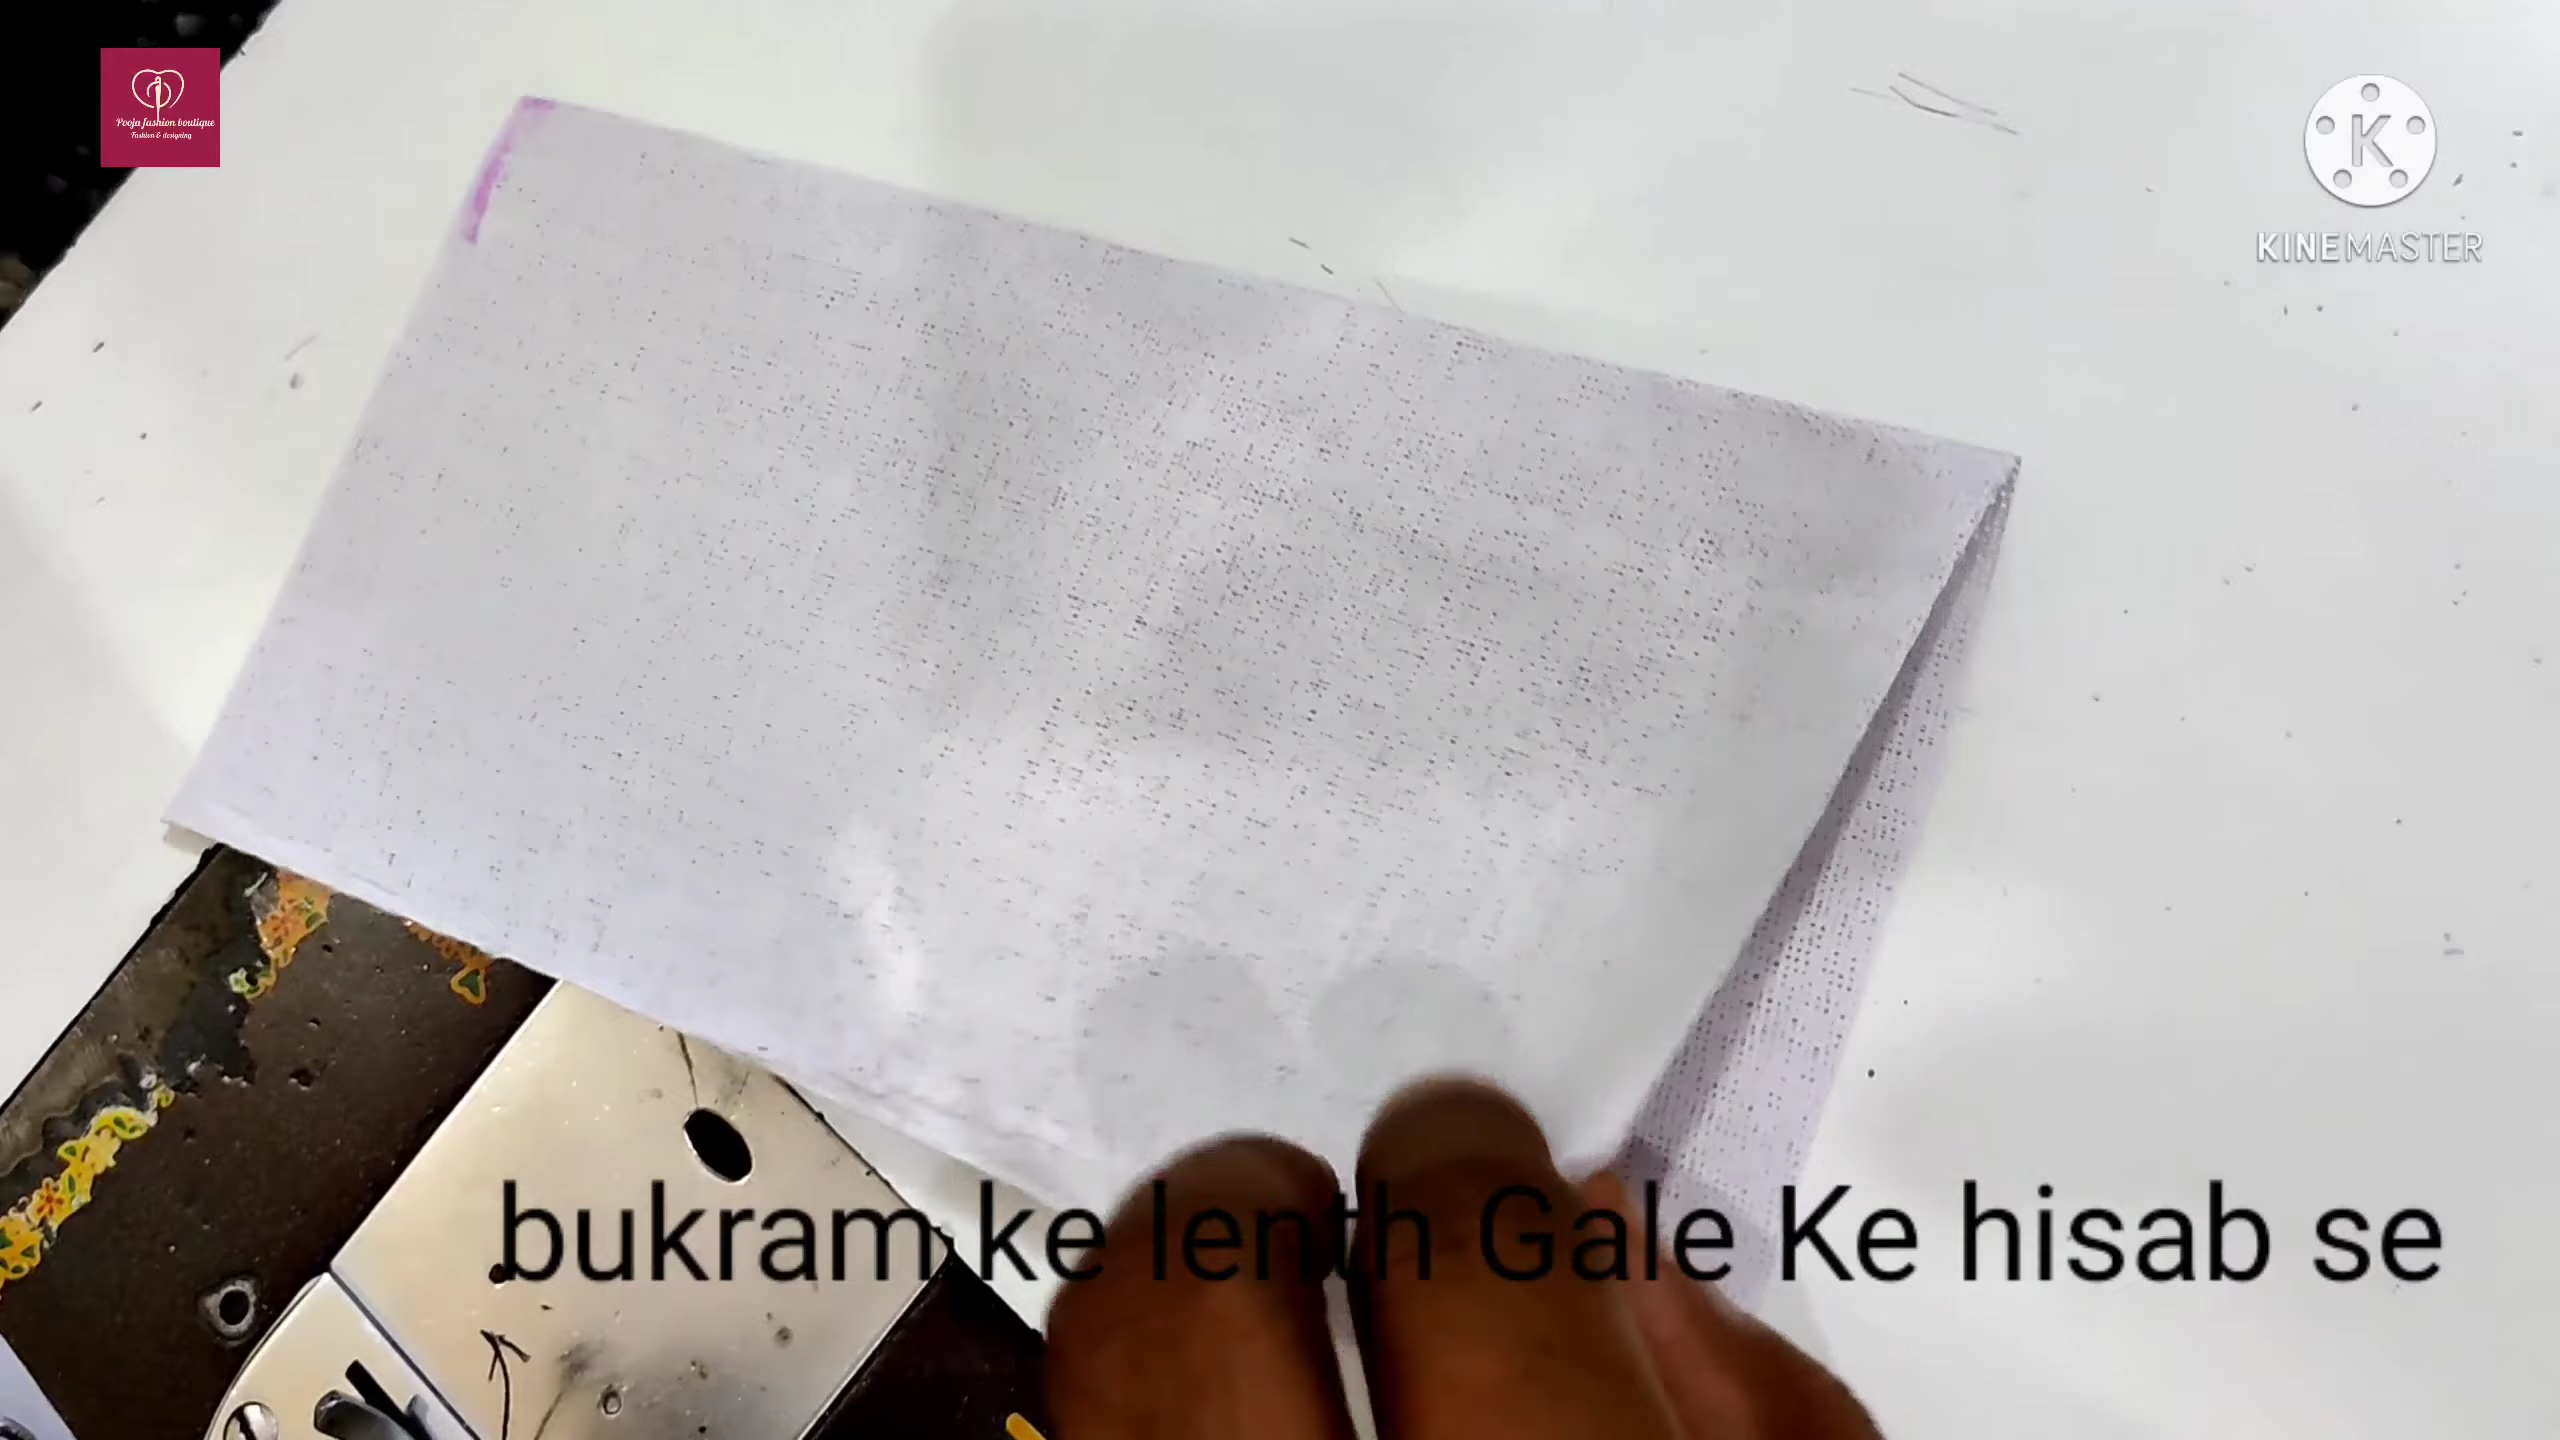 Pooja fashion boutique
Fashion & designing
K
KINEMASTER
bukram ke lenth Gale Ke hisab se